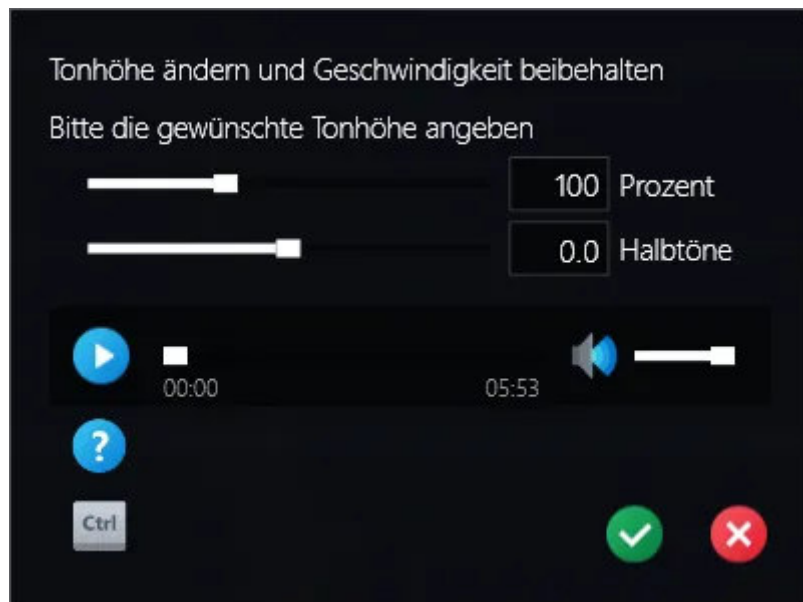 Tonhöhe ändern und Geschwindigkeit beibehalten
Bitte die gewünschte Tonhöhe angeben
100 Prozent
0.0 Halbtöne
00:00 05:53
?
Ctrl